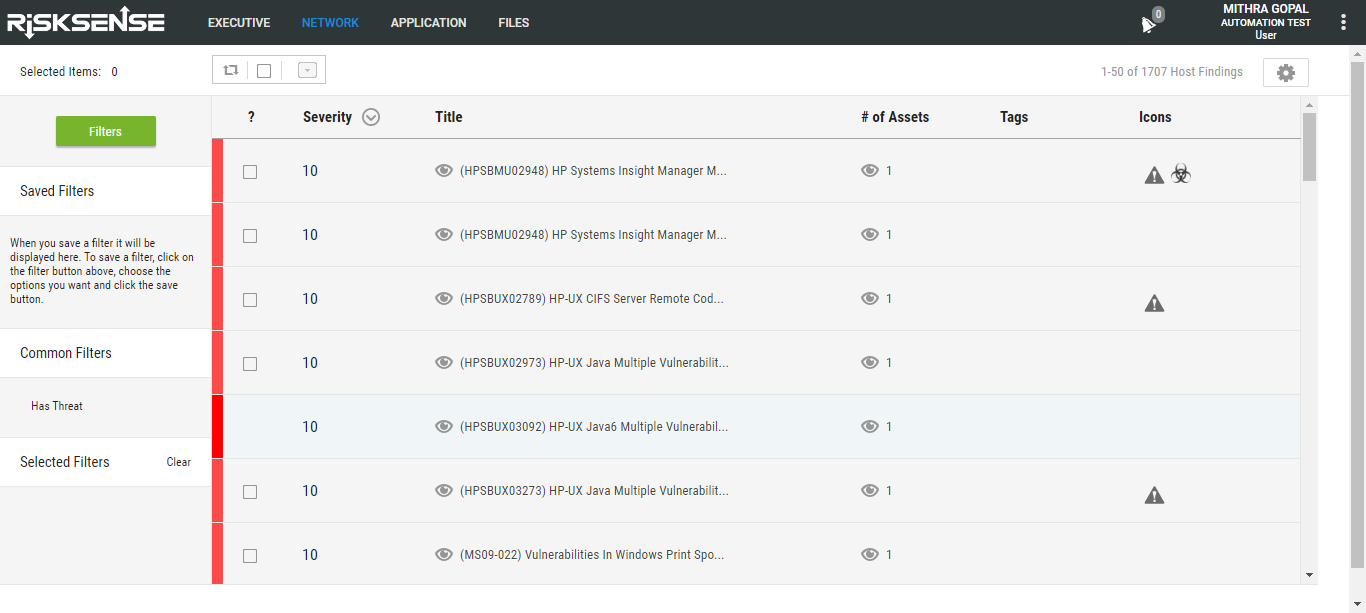 RiSKSENSE
EXECUTIVE NETWORK APPLICATION FILES
0
MITHRA GOPAL
AUTOMATION TEST
User
Selected Items: 0
1-50 of 1707 Host Findings
Filters
Saved Filters
When you save a filter it will be
displayed here. To save a filter, click on
the filter button above, choose the
options you want and click the save
button.
Common Filters
Has Threat
Selected Filters Clear
? Severity Title # of Assets Tags Icons
10 (HPSBMU02948) HP Systems Insight Manager M... 1
10 (HPSBMU02948) HP Systems Insight Manager M... 1
10 (HPSBUX02789) HP-UX CIFS Server Remote Cod... 1
10 (HPSBUX02973) HP-UX Java Multiple Vulnerabilit... 1
10 (HPSBUX03092) HP-UX Java6 Multiple Vulnerabil... 1
10 (HPSBUX03273) HP-UX Java Multiple Vulnerabilit... 1
10 (MS09-022) Vulnerabilities In Windows Print Spo... 1